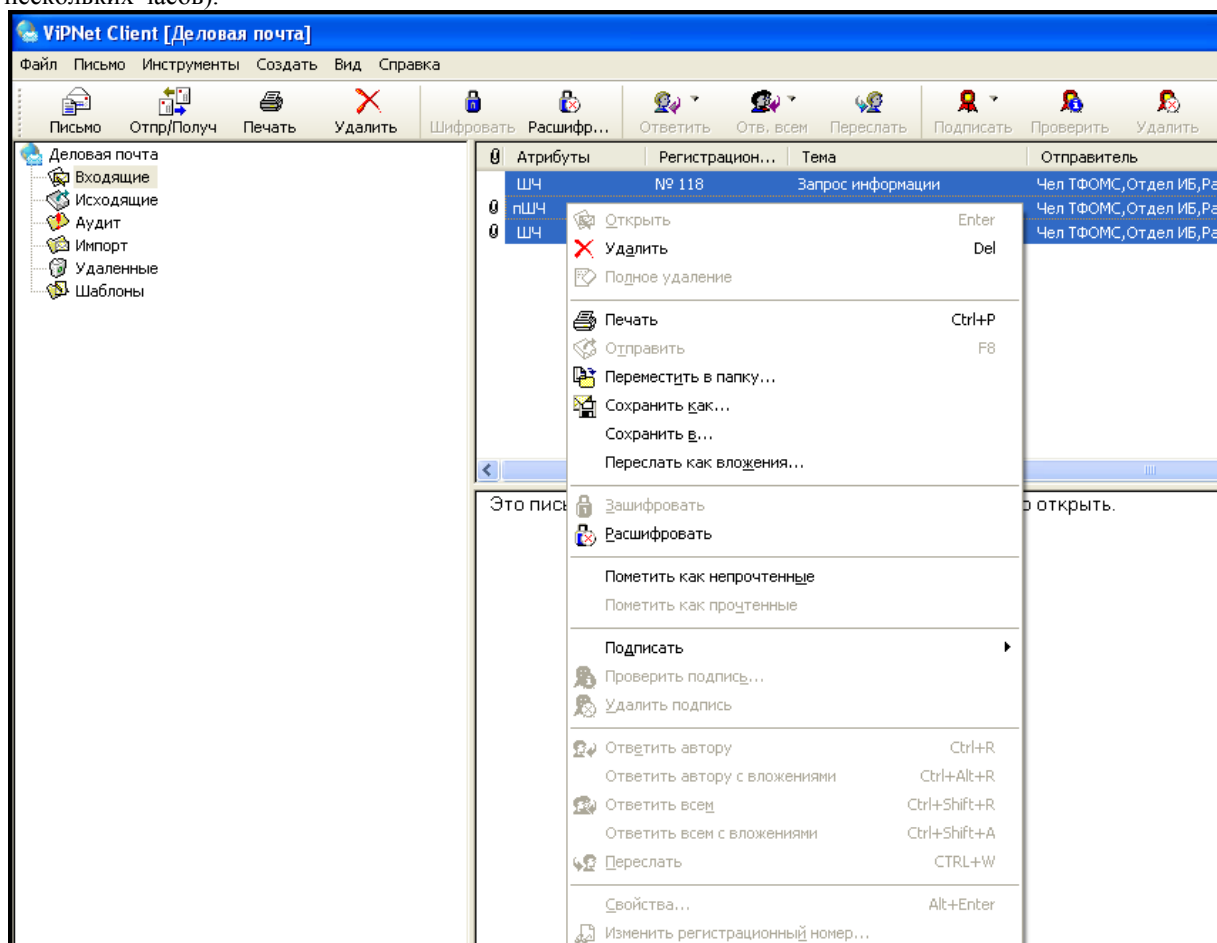 нескольких часов).
ViPNet Client [Деловая почта]
Файл Письмо Инструменты Создать Вид Справка
Письмо Отпр/Получ Печать Удалить Шифровать Расшифр... Ответить Отв. всем Переслать Подписать Проверить Удалить
Деловая почта
Входящие
Исходящие
Аудит
Импорт
Удаленные
Шаблоны
Атрибуты Регистрацион... Тема Отправитель
ШЧ № 118 Запрос информации Чел ТФОМС,Отдел ИБ,Ра
пШЧ Чел ТФОМС,Отдел ИБ,Ра
ШЧ Чел ТФОМС,Отдел ИБ,Ра
Открыть Enter
Удалить Del
Полное удаление
Печать Ctrl+P
Отправить F8
Переместить в папку...
Сохранить как...
Сохранить в...
Переслать как вложения...
Зашифровать
Расшифровать
Пометить как непрочтенные
Пометить как прочтенные
Подписать
Проверить подпись...
Удалить подпись
Ответить автору Ctrl+R
Ответить автору с вложениями Ctrl+Alt+R
Ответить всем Ctrl+Shift+R
Ответить всем с вложениями Ctrl+Shift+A
Переслать CTRL+W
Свойства... Alt+Enter
Изменить регистрационный номер...
Это пись о открыть.